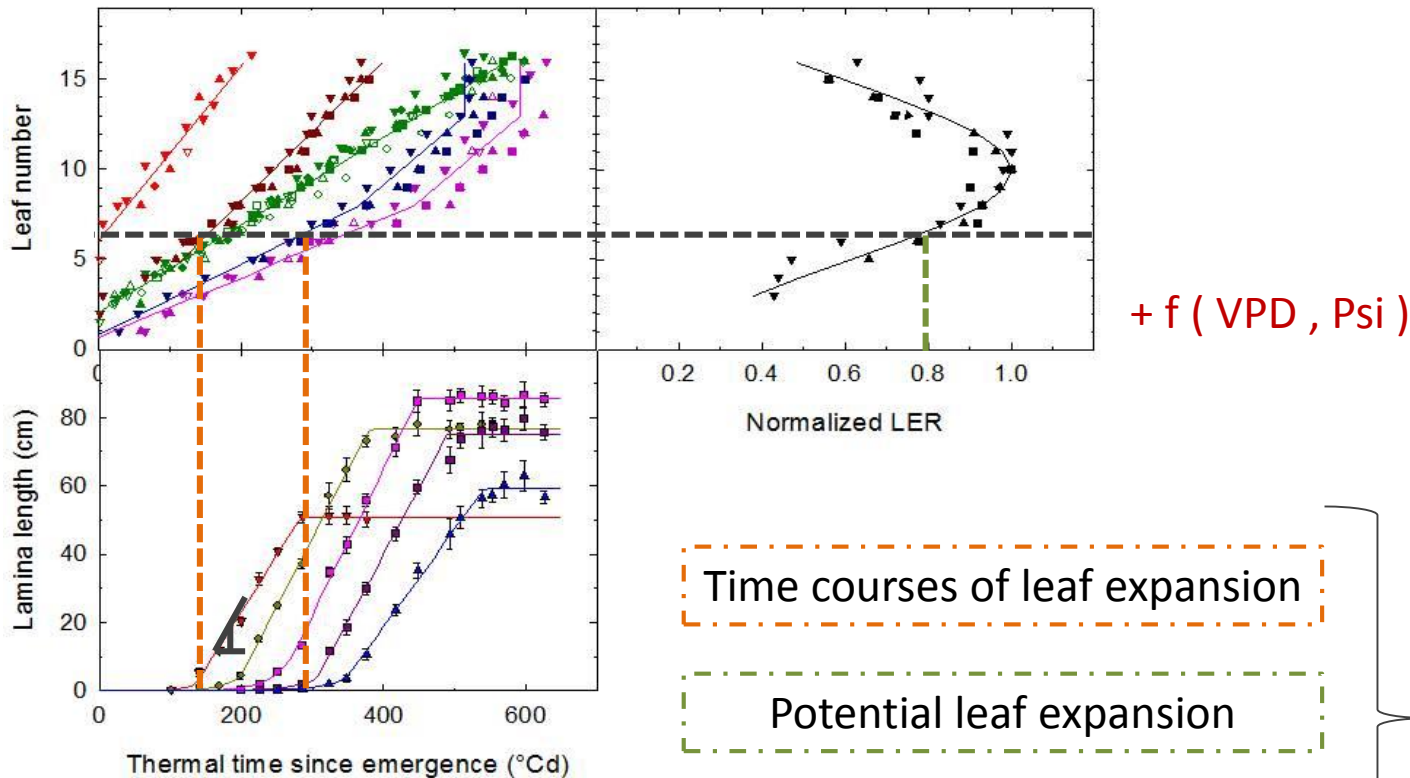 Leaf number
15
10
5
0
0
0.2 0.4 0.6 0.8 1.0
Normalized LER
+ f ( VPD , Psi )
Lamina length (cm)
80
60
40
20
0
0 200 400 600
Thermal time since emergence (°Cd)
Time courses of leaf expansion
Potential leaf expansion